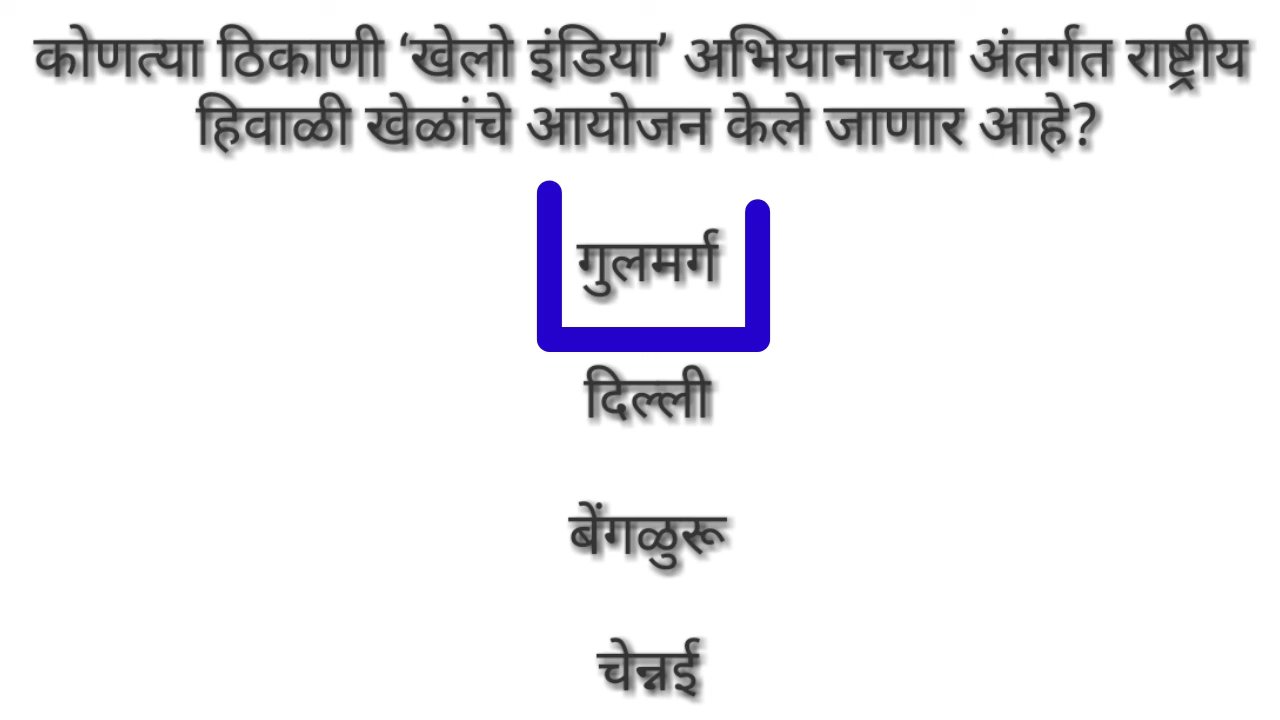 कोणत्या ठिकाणी ‘खेलो इंडिया’ अभियानाच्या अंतर्गत राष्ट्रीय
हिवाळी खेळांचे आयोजन केले जाणार आहे?
गुलमर्ग
दिल्ली
बेंगळुरू
चेन्नई